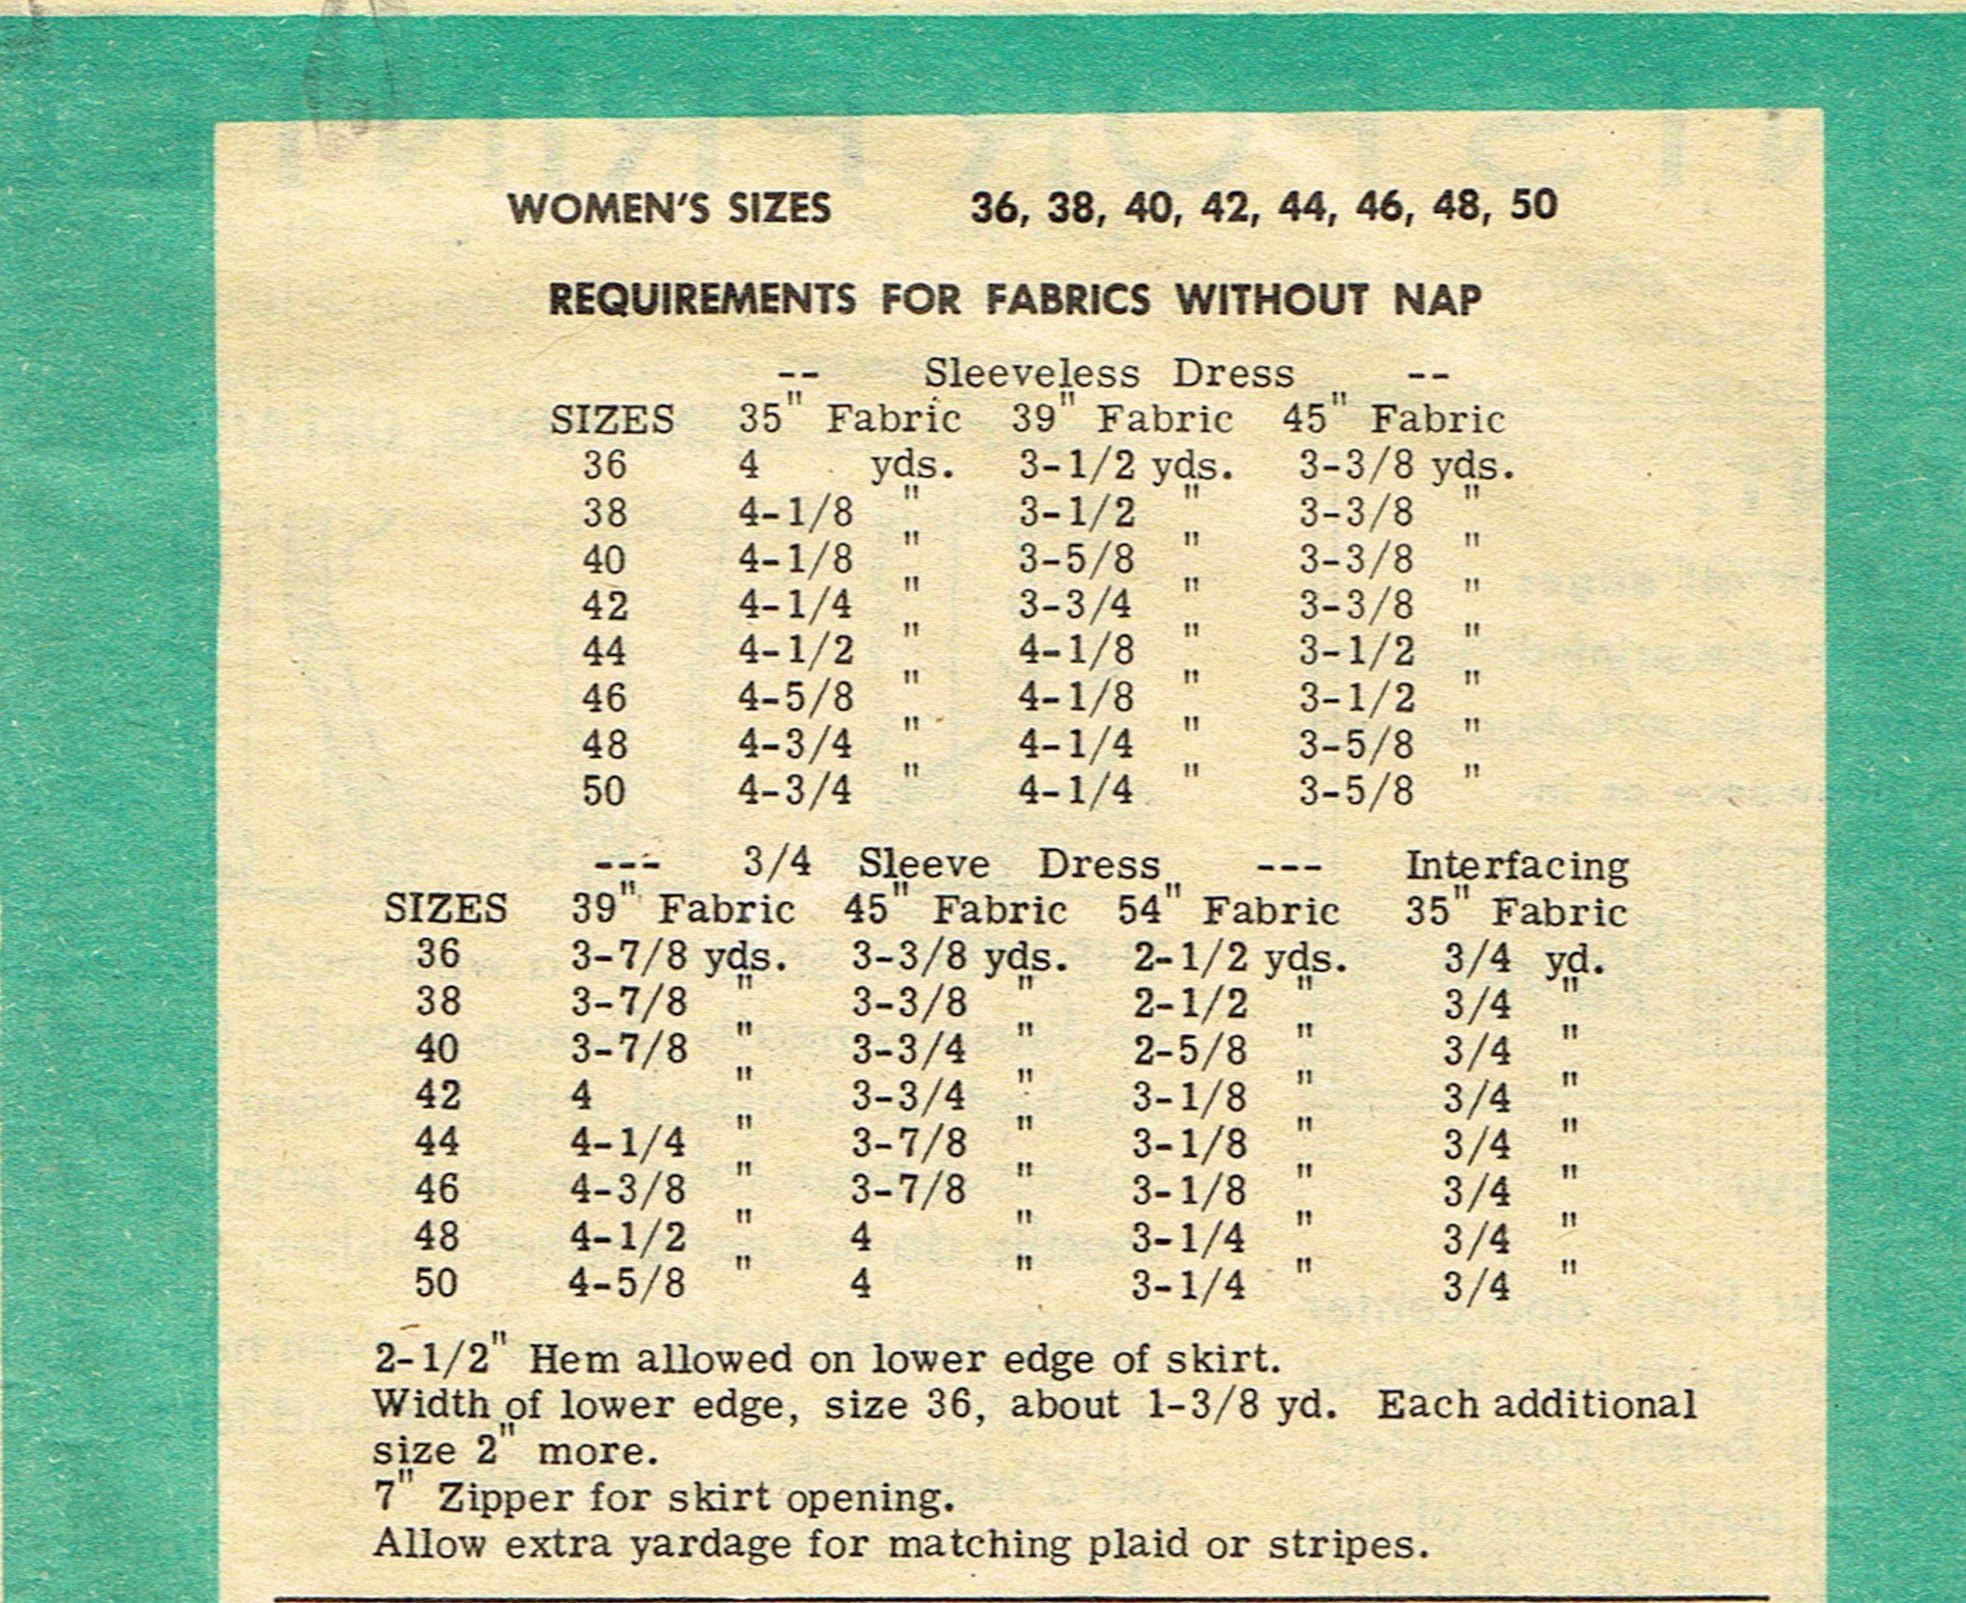 WOMEN'S SIZES 36, 38, 40, 42, 44, 46, 48, 50
REQUIREMENTS FOR FABRICS WITHOUT NAP
-- Sleeveless Dress --
SIZES 35" Fabric 39" Fabric 45" Fabric
36 4 yds. 3-1/2 yds. 3-3/8 yds.
38 4-1/8 " 3-1/2 " 3-3/8 "
40 4-1/8 " 3-5/8 " 3-3/8 "
42 4-1/4 " 3-3/4 " 3-3/8 "
44 4-1/2 " 4-1/8 " 3-1/2 "
46 4-5/8 " 4-1/8 " 3-1/2 "
48 4-3/4 " 4-1/4 " 3-5/8 "
50 4-3/4 " 4-1/4 " 3-5/8 "
--- 3/4 Sleeve Dress --- Interfacing
SIZES 39" Fabric 45" Fabric 54" Fabric 35" Fabric
36 3-7/8 yds. 3-3/8 yds. 2-1/2 yds. 3/4 yd.
38 3-7/8 " 3-3/8 " 2-1/2 " 3/4 "
40 3-7/8 " 3-3/4 " 2-5/8 " 3/4 "
42 4 " 3-3/4 " 3-1/8 " 3/4 "
44 4-1/4 " 3-7/8 " 3-1/8 " 3/4 "
46 4-3/8 " 3-7/8 " 3-1/8 " 3/4 "
48 4-1/2 " 4 " 3-1/4 " 3/4 "
50 4-5/8 " 4 " 3-1/4 " 3/4 "
2-1/2" Hem allowed on lower edge of skirt.
Width of lower edge, size 36, about 1-3/8 yd. Each additional
size 2" more.
7" Zipper for skirt opening.
Allow extra yardage for matching plaid or stripes.